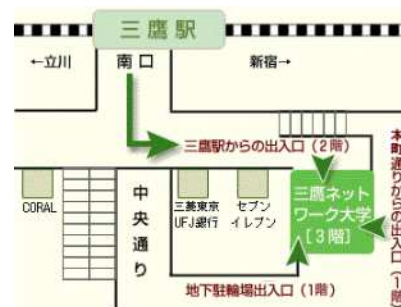 三鷹駅
←立川
南口
新宿→
三鷹駅からの出入口（2階）
本町通りからの出入口（1階）
CORAL
中央通り
三菱東京
UFJ銀行
セブン
イレブン
三鷹ネット
ワーク大学
［3階］
地下駐輪場出入口（1階）